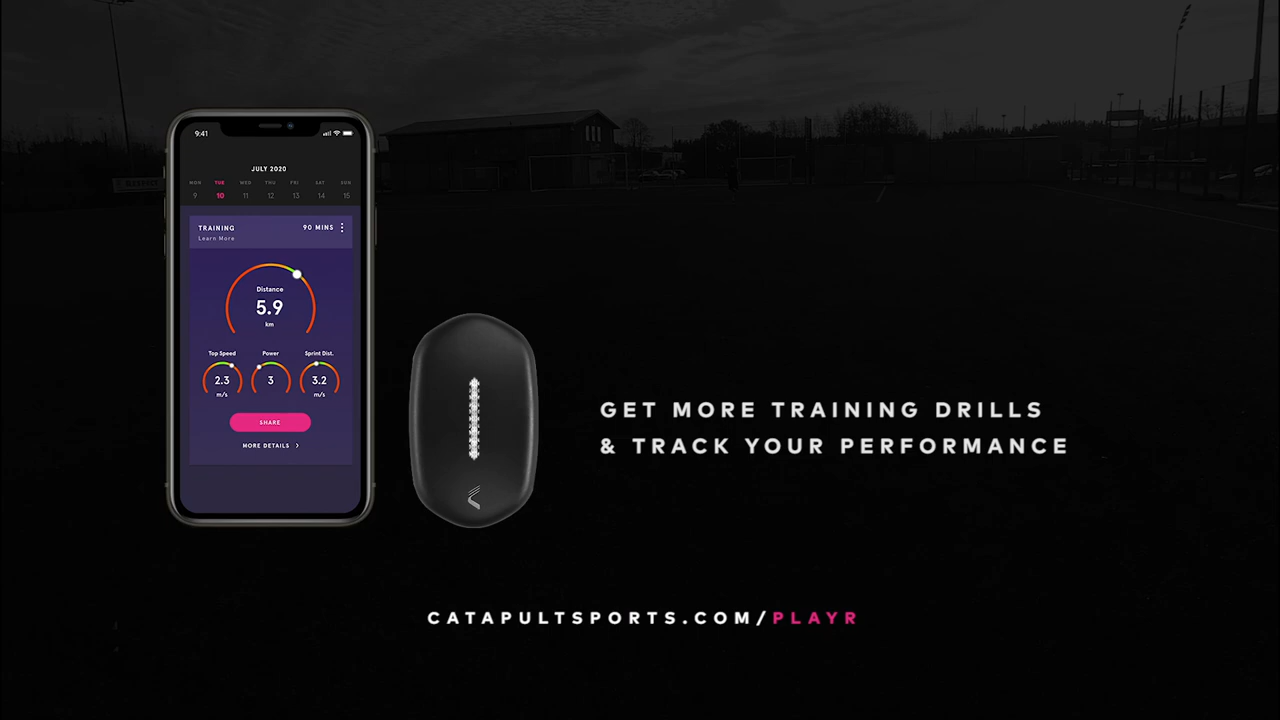 9:41
JULY 2020
MON TUE WED THU FRI SAT SUN
9 10 11 12 13 14 15
TRAINING 90 MINS
Learn More
Distance
5.9
km
Top Speed Power Sprint Dist.
2.3 3 3.2
m/s m/s
SHARE
MORE DETAILS
GET MORE TRAINING DRILLS
& TRACK YOUR PERFORMANCE
CATAPULTSPORTS.COM/PLAYR